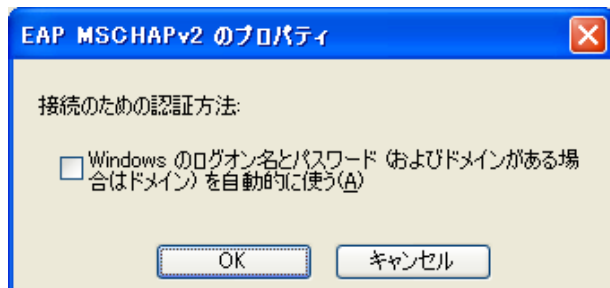 EAP MSCHAPv2 のプロパティ
接続のための認証方法:
Windows のログオン名とパスワード (およびドメインがある場
合はドメイン) を自動的に使う(A)
OK キャンセル